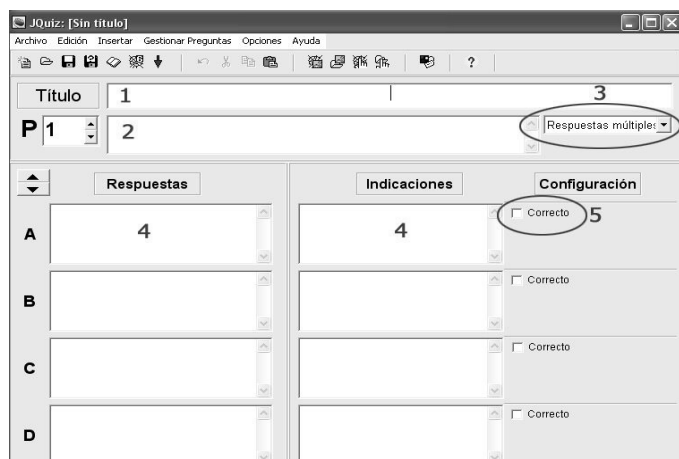 JQuiz: [Sin título]
Archivo Edición Insertar Gestionar Preguntas Opciones Ayuda
Título 1 3
P 1 2 Respuestas múltiples
Respuestas Indicaciones Configuración
A 4 4 Correcto 5
B Correcto
C Correcto
D Correcto